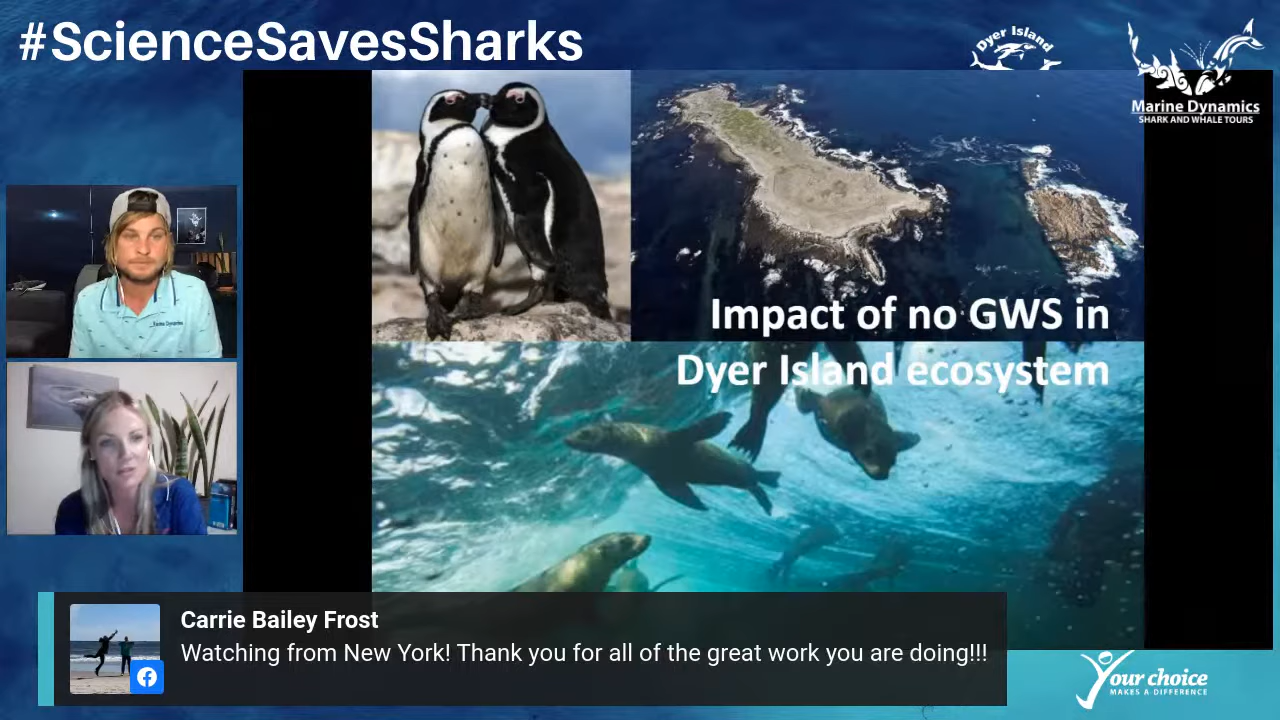 #ScienceSavesSharks
Dyer Island
Marine Dynamics
SHARK AND WHALE TOURS
Impact of no GWS in
Dyer Island ecosystem
Marine Dynamics
Carrie Bailey Frost
Watching from New York! Thank you for all of the great work you are doing!!!
Your choice
MAKES A DIFFERENCE